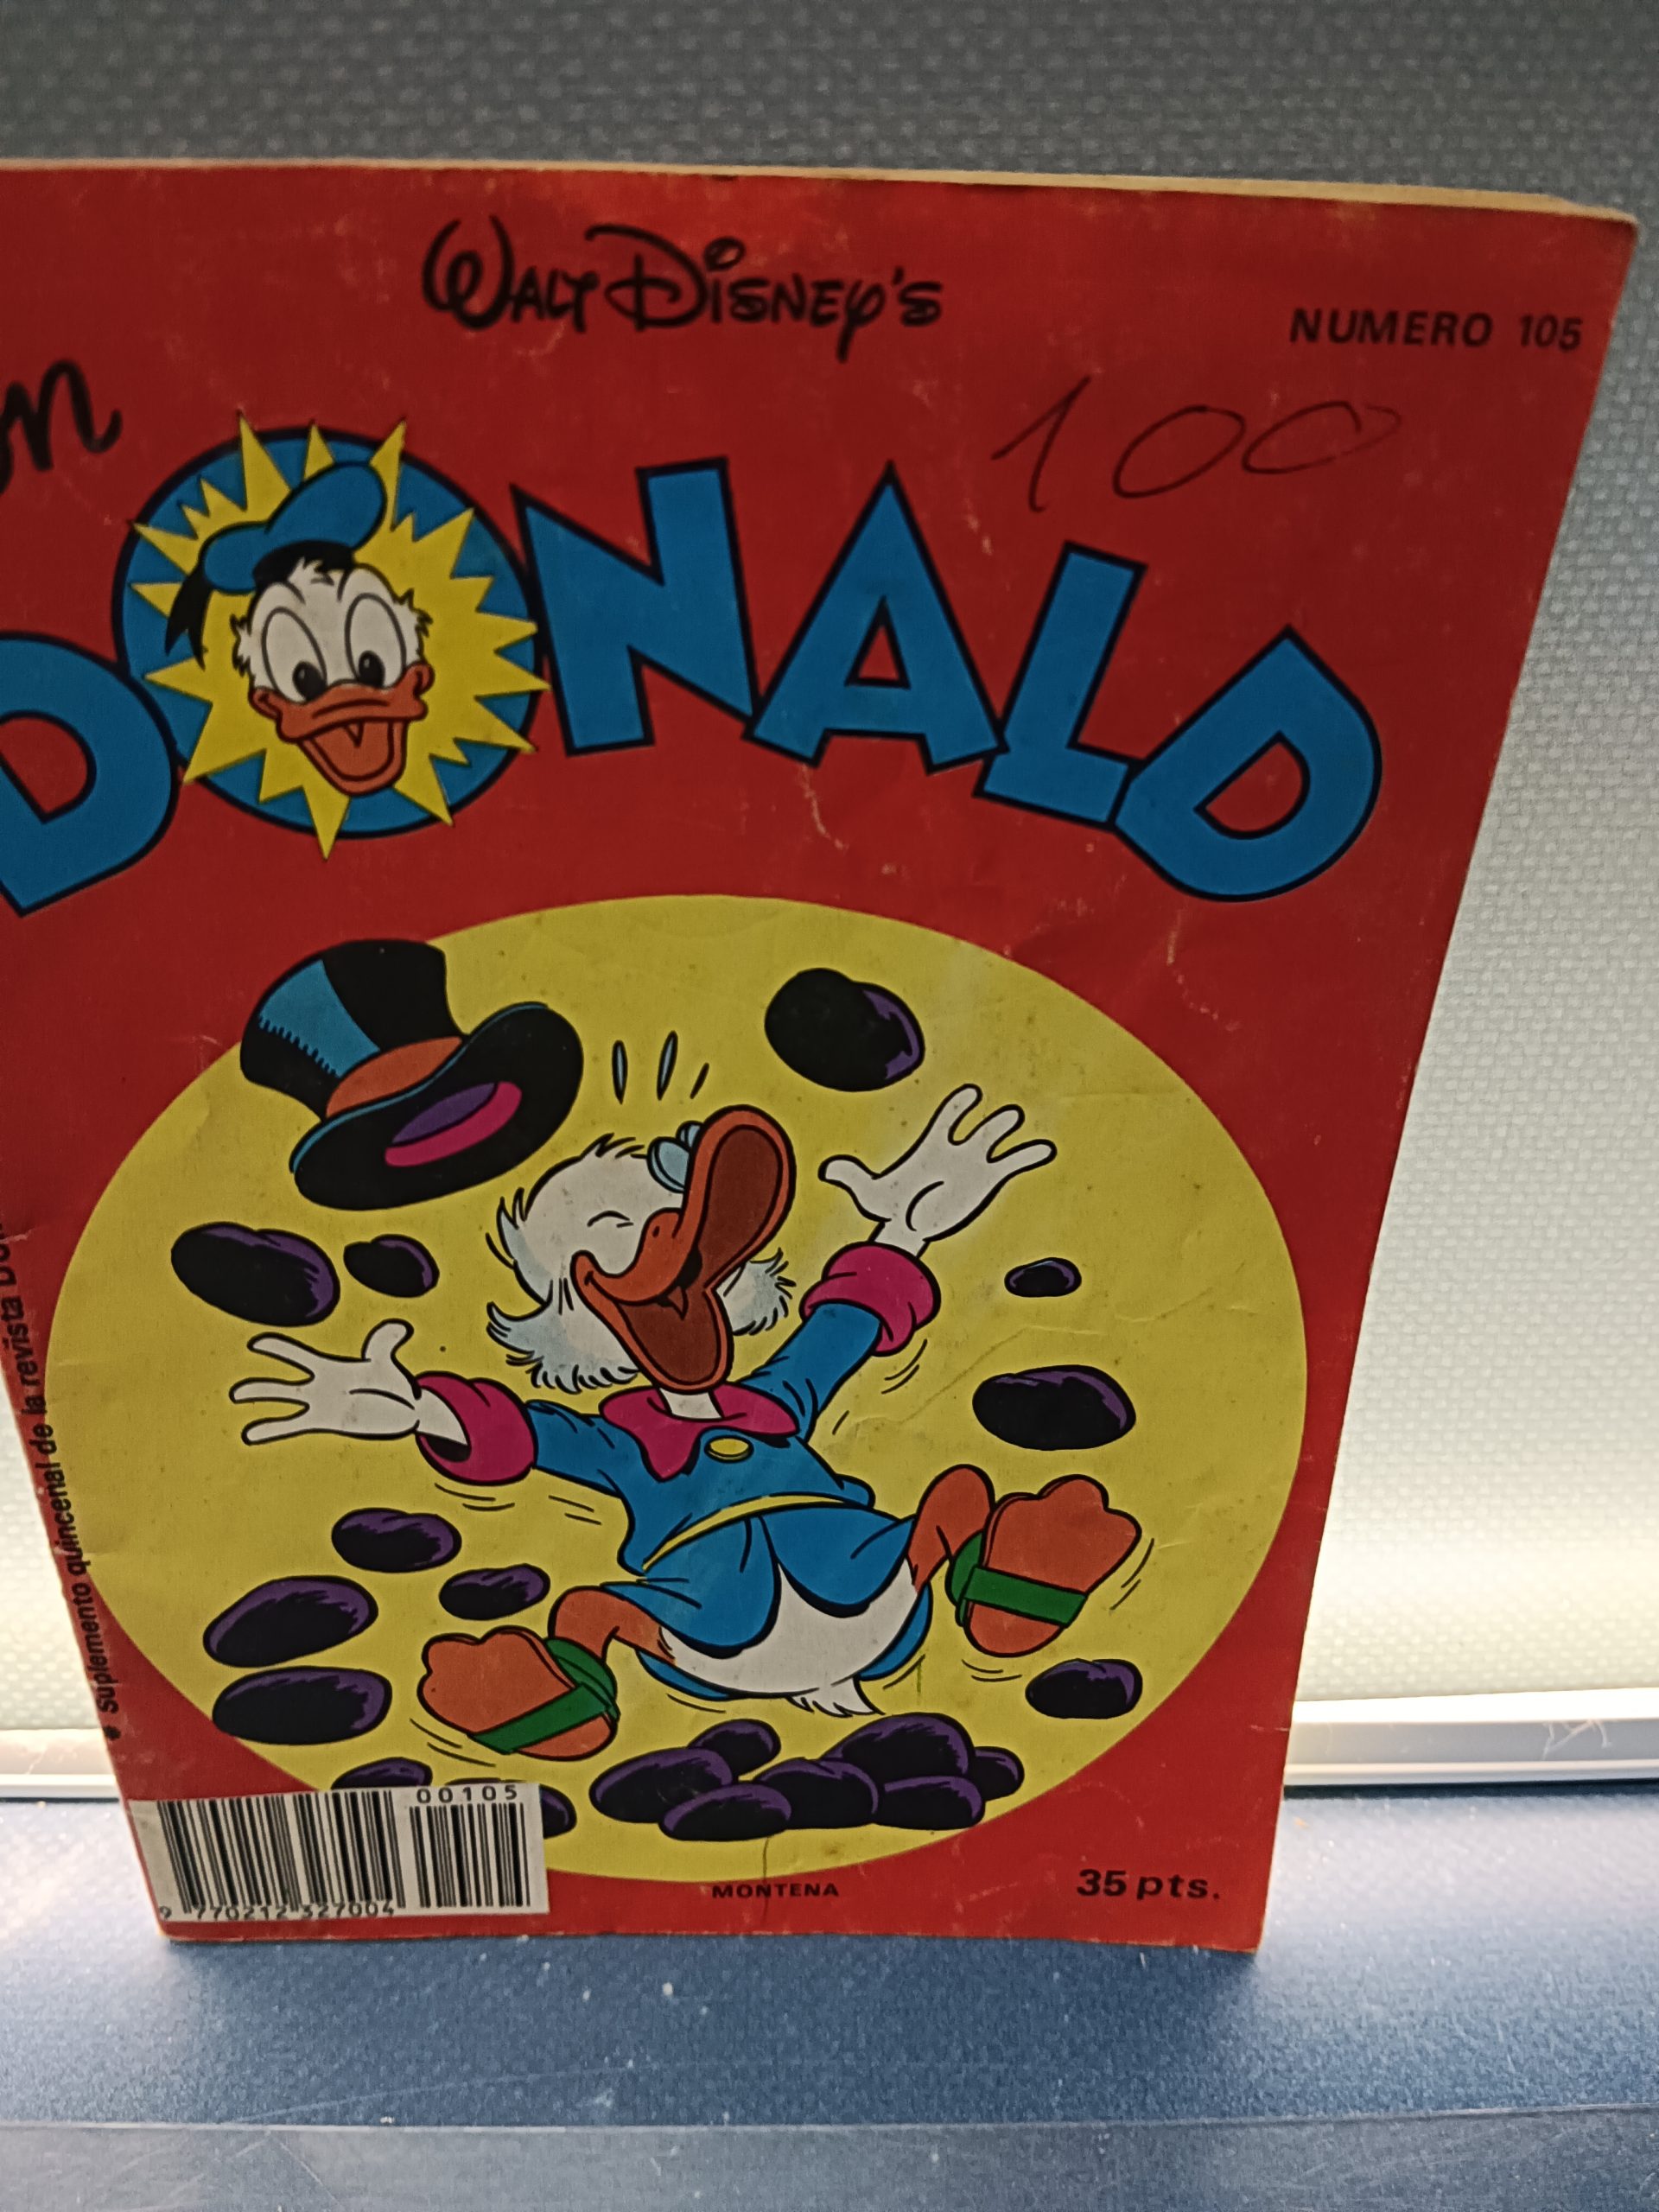 WALT DISNEY'S
NUMERO 105
100
DONALD
* suplemento quincenal de la revista
00105
9 770212 327004
MONTENA
35 pts.